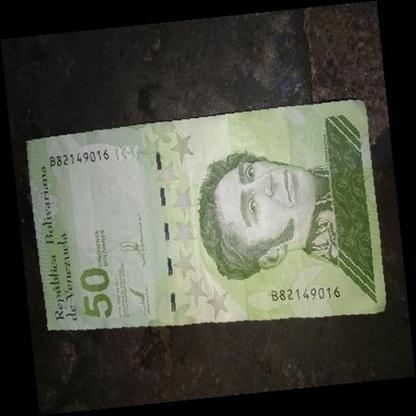 República Bolivariana
de Venezuela
50
CINCUENTA
BOLÍVARES
B82149016
B82149016